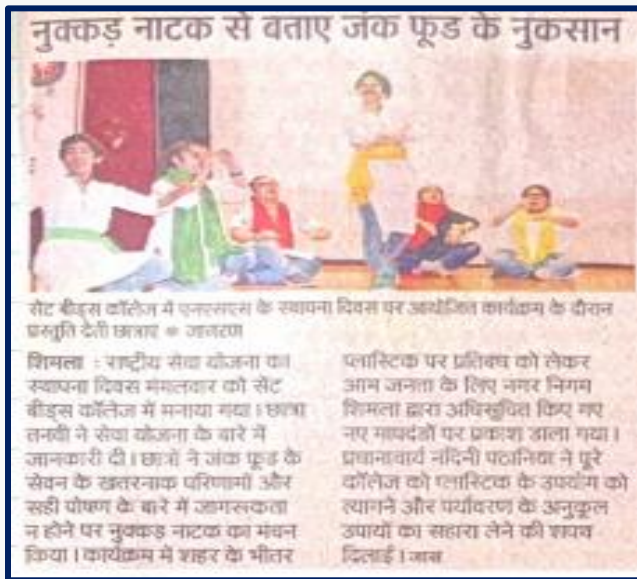 नुक्कड़ नाटक से बताए जंक फूड के नुकसान
सेंट बीड्स कॉलेज में एनएसएस के स्थापना दिवस पर आयोजित कार्यक्रम के दौरान
प्रस्तुति देती छात्राएं ● जागरण
शिमला : राष्ट्रीय सेवा योजना का
स्थापना दिवस मंगलवार को सेंट
बीड्स कॉलेज में मनाया गया। छात्रा
तनवी ने सेवा योजना के बारे में
जानकारी दी। छात्रों ने जंक फूड के
सेवन के खतरनाक परिणामों और
सही पोषण के बारे में जागरूकता
न होने पर नुक्कड़ नाटक का मंचन
किया। कार्यक्रम में शहर के भीतर
प्लास्टिक पर प्रतिबंध को लेकर
आम जनता के लिए नगर निगम
शिमला द्वारा अधिसूचित किए गए
नए मापदंडों पर प्रकाश डाला गया।
प्रधानाचार्य नंदिनी पठानिया ने पूरे
कॉलेज को प्लास्टिक के उपयोग को
त्यागने और पर्यावरण के अनुकूल
उपायों का सहारा लेने की शपथ
दिलाई। जासं